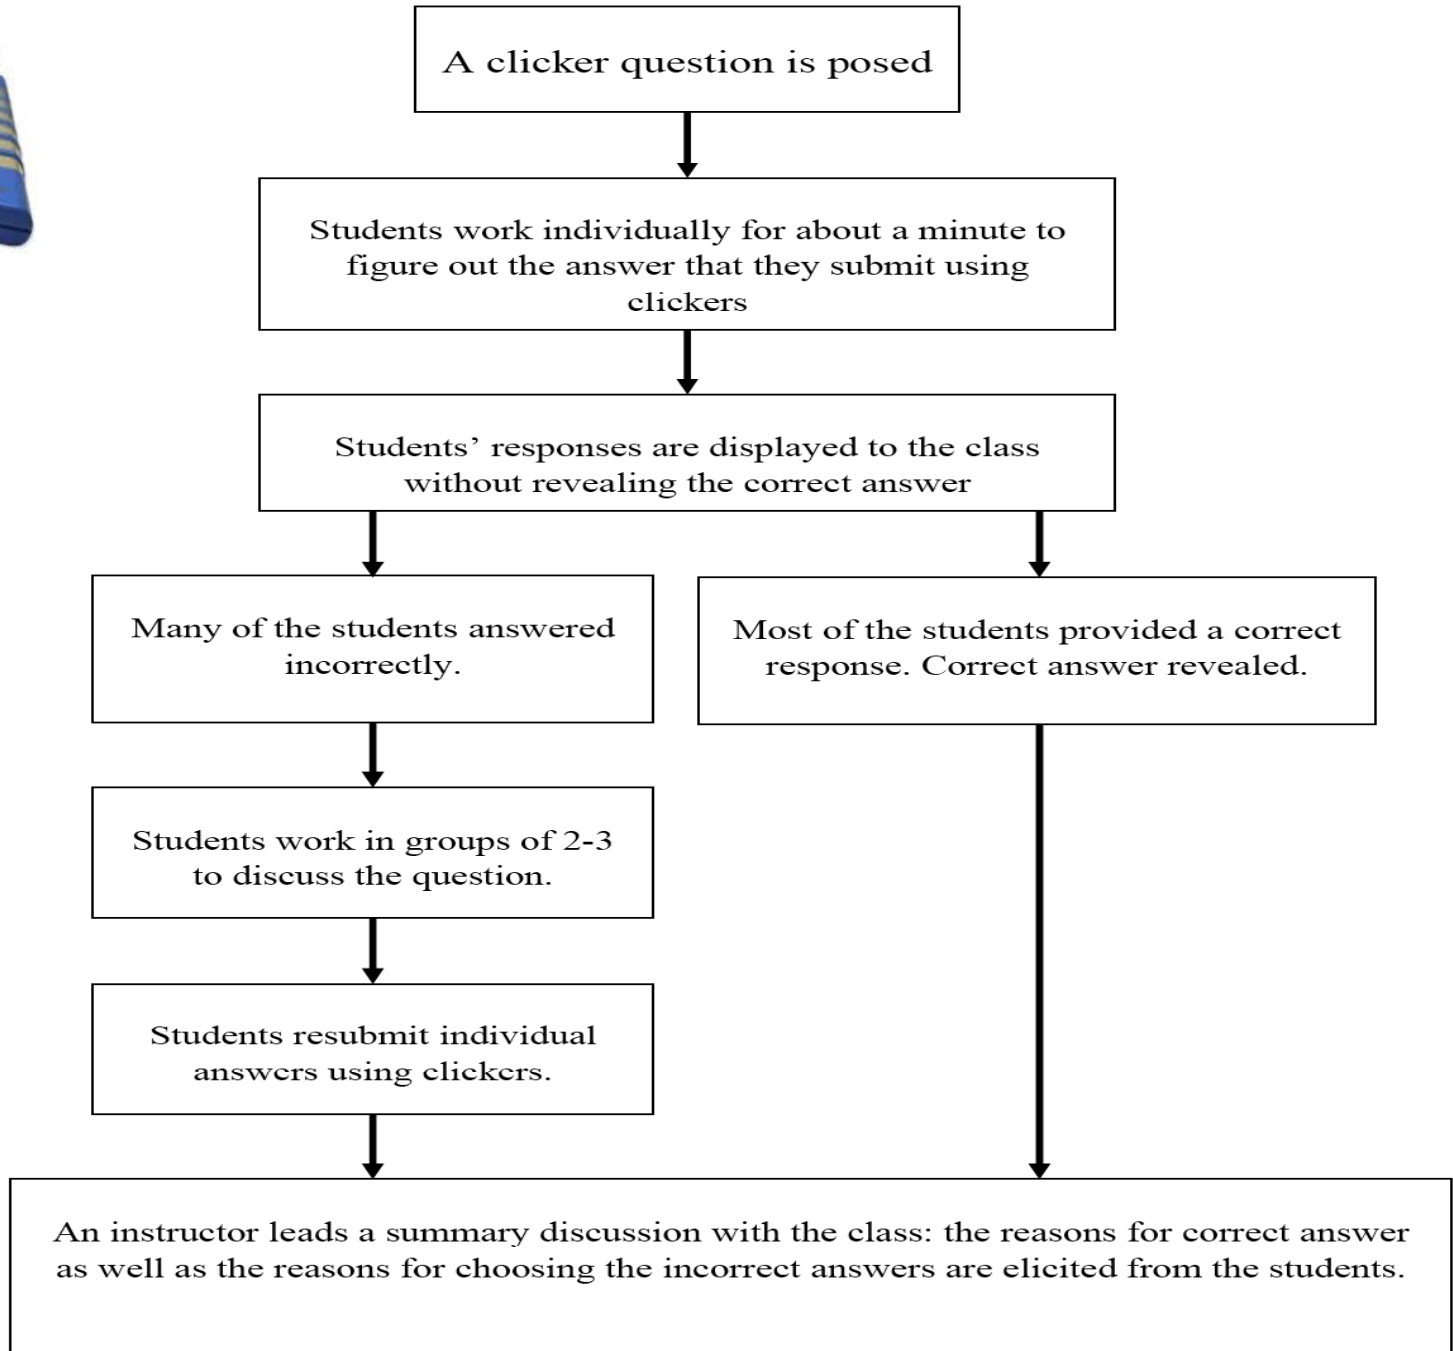 A clicker question is posed
Students work individually for about a minute to
figure out the answer that they submit using
clickers
Students’ responses are displayed to the class
without revealing the correct answer
Many of the students answered
incorrectly.
Most of the students provided a correct
response. Correct answer revealed.
Students work in groups of 2-3
to discuss the question.
Students resubmit individual
answers using clickers.
An instructor leads a summary discussion with the class: the reasons for correct answer
as well as the reasons for choosing the incorrect answers are elicited from the students.